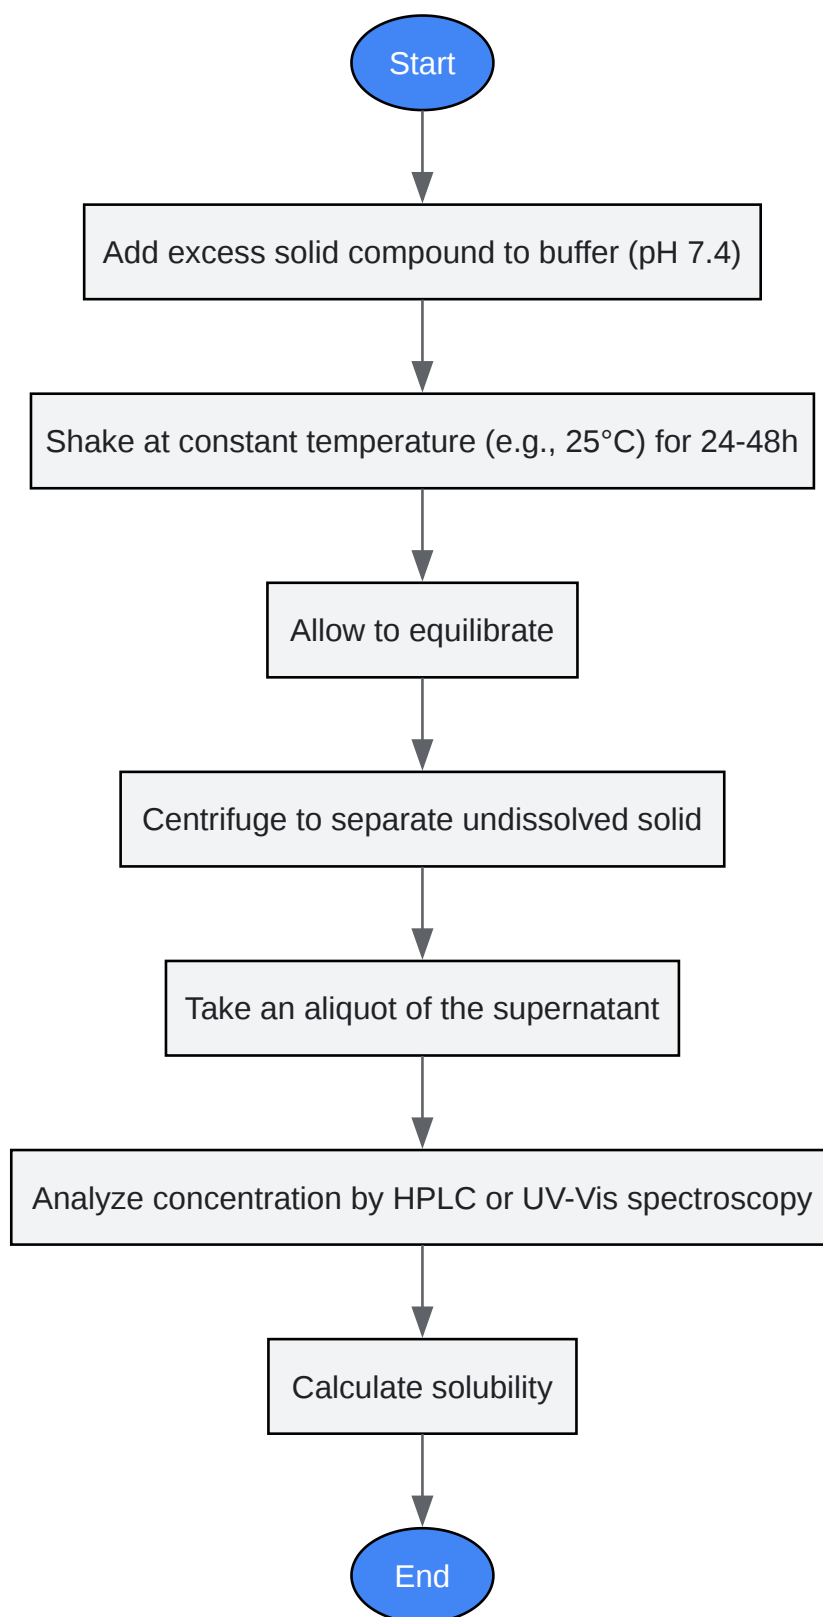 Start
Add excess solid compound to buffer (pH 7.4)
Shake at constant temperature (e.g., 25°C) for 24-48h
Allow to equilibrate
Centrifuge to separate undissolved solid
Take an aliquot of the supernatant
Analyze concentration by HPLC or UV-Vis spectroscopy
Calculate solubility
End